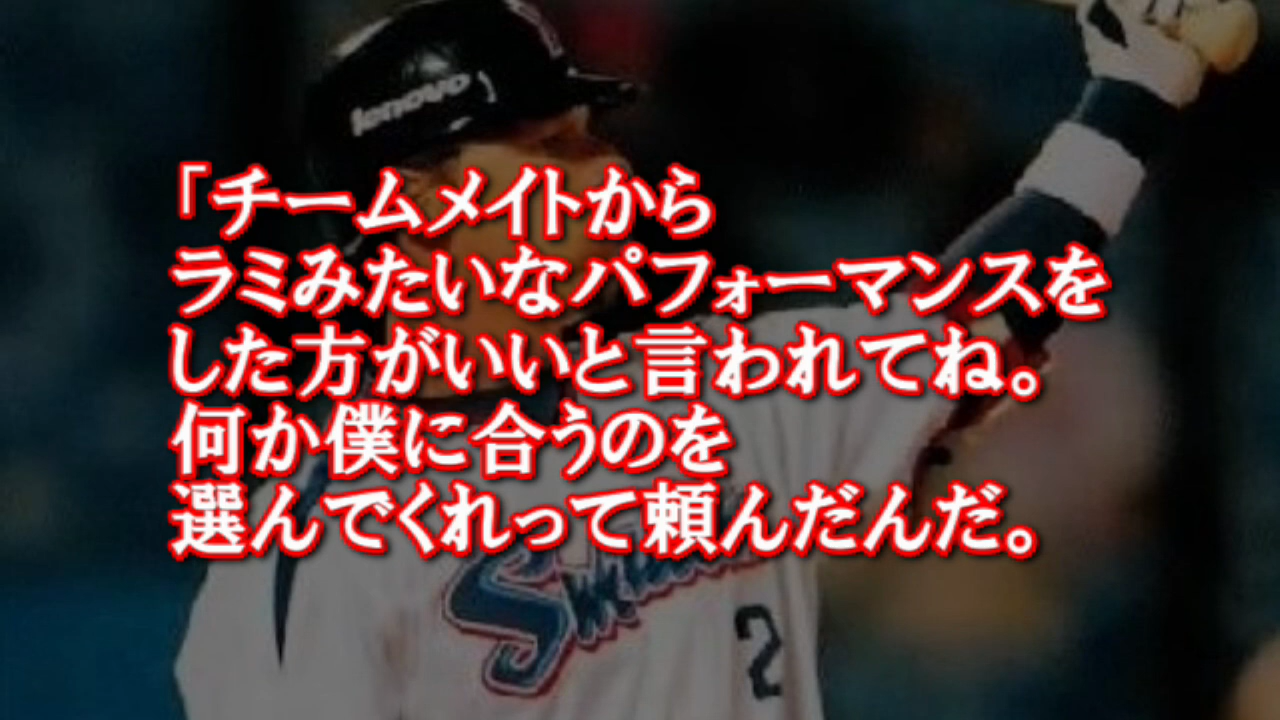 lenovo
「チームメイトから
ラミみたいなパフォーマンスを
した方がいいと言われてね。
何か僕に合うのを
選んでくれって頼んだんだ。
2